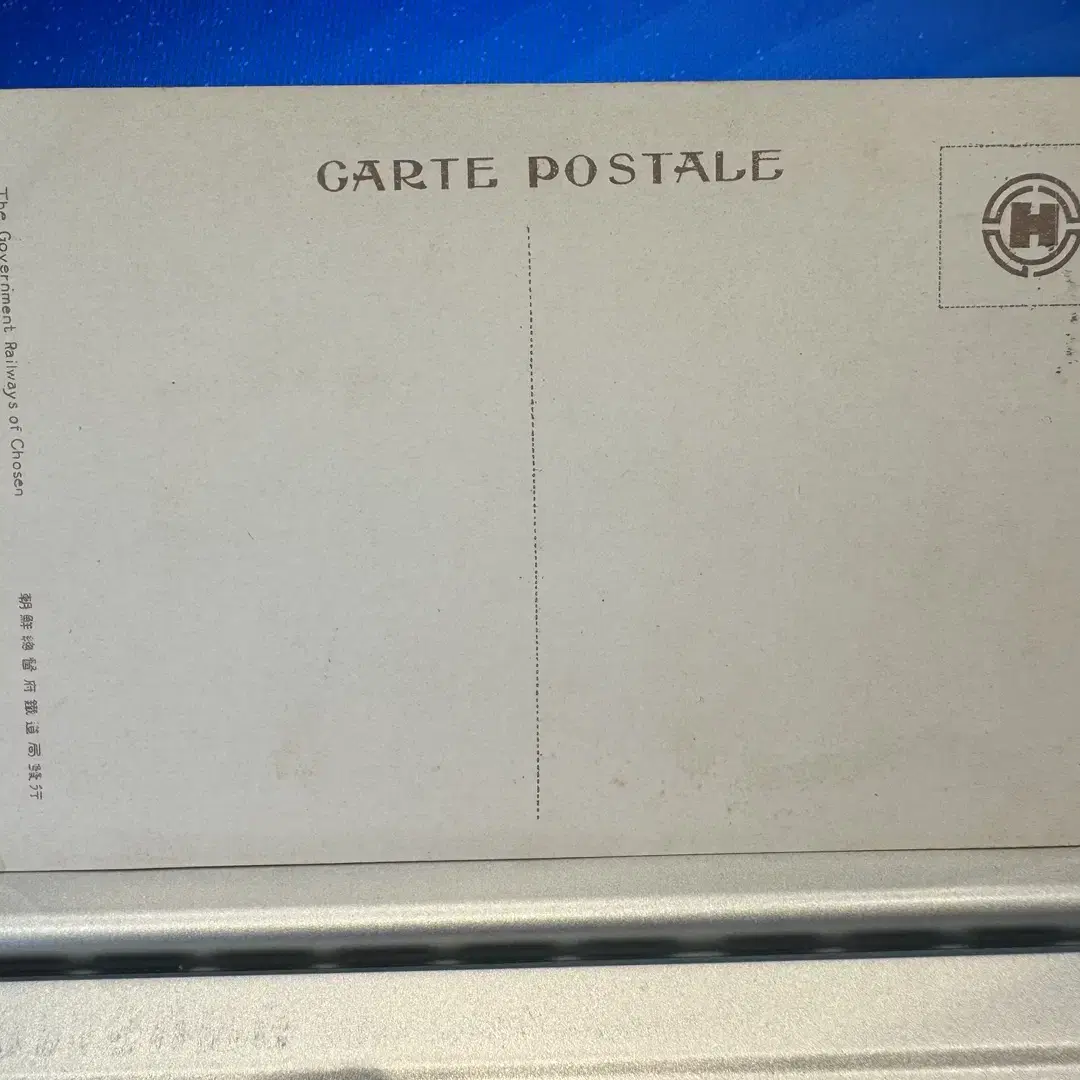 CARTE POSTALE
H
The Government Railways of Chosen
朝鮮總督府鐵道局發行